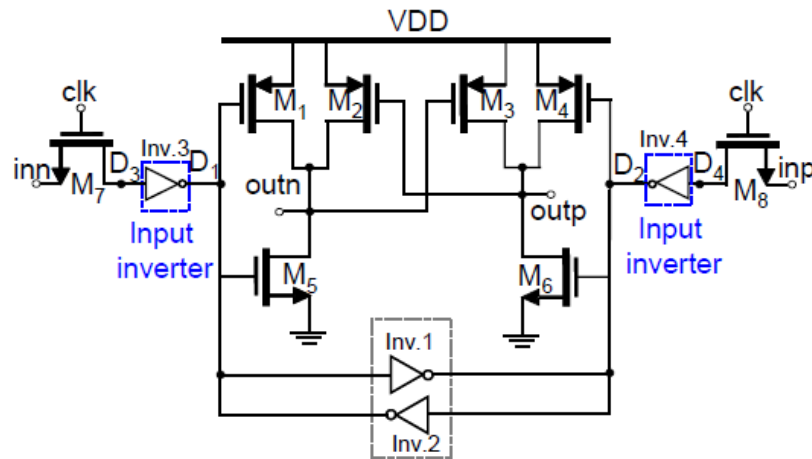 VDD
clk
clk
M1
M2
M3
M4
Inv.3
Inv.4
inn
D3
D1
D2
D4
inp
M7
M8
outn
outp
Input
inverter
Input
inverter
M5
M6
Inv.1
Inv.2